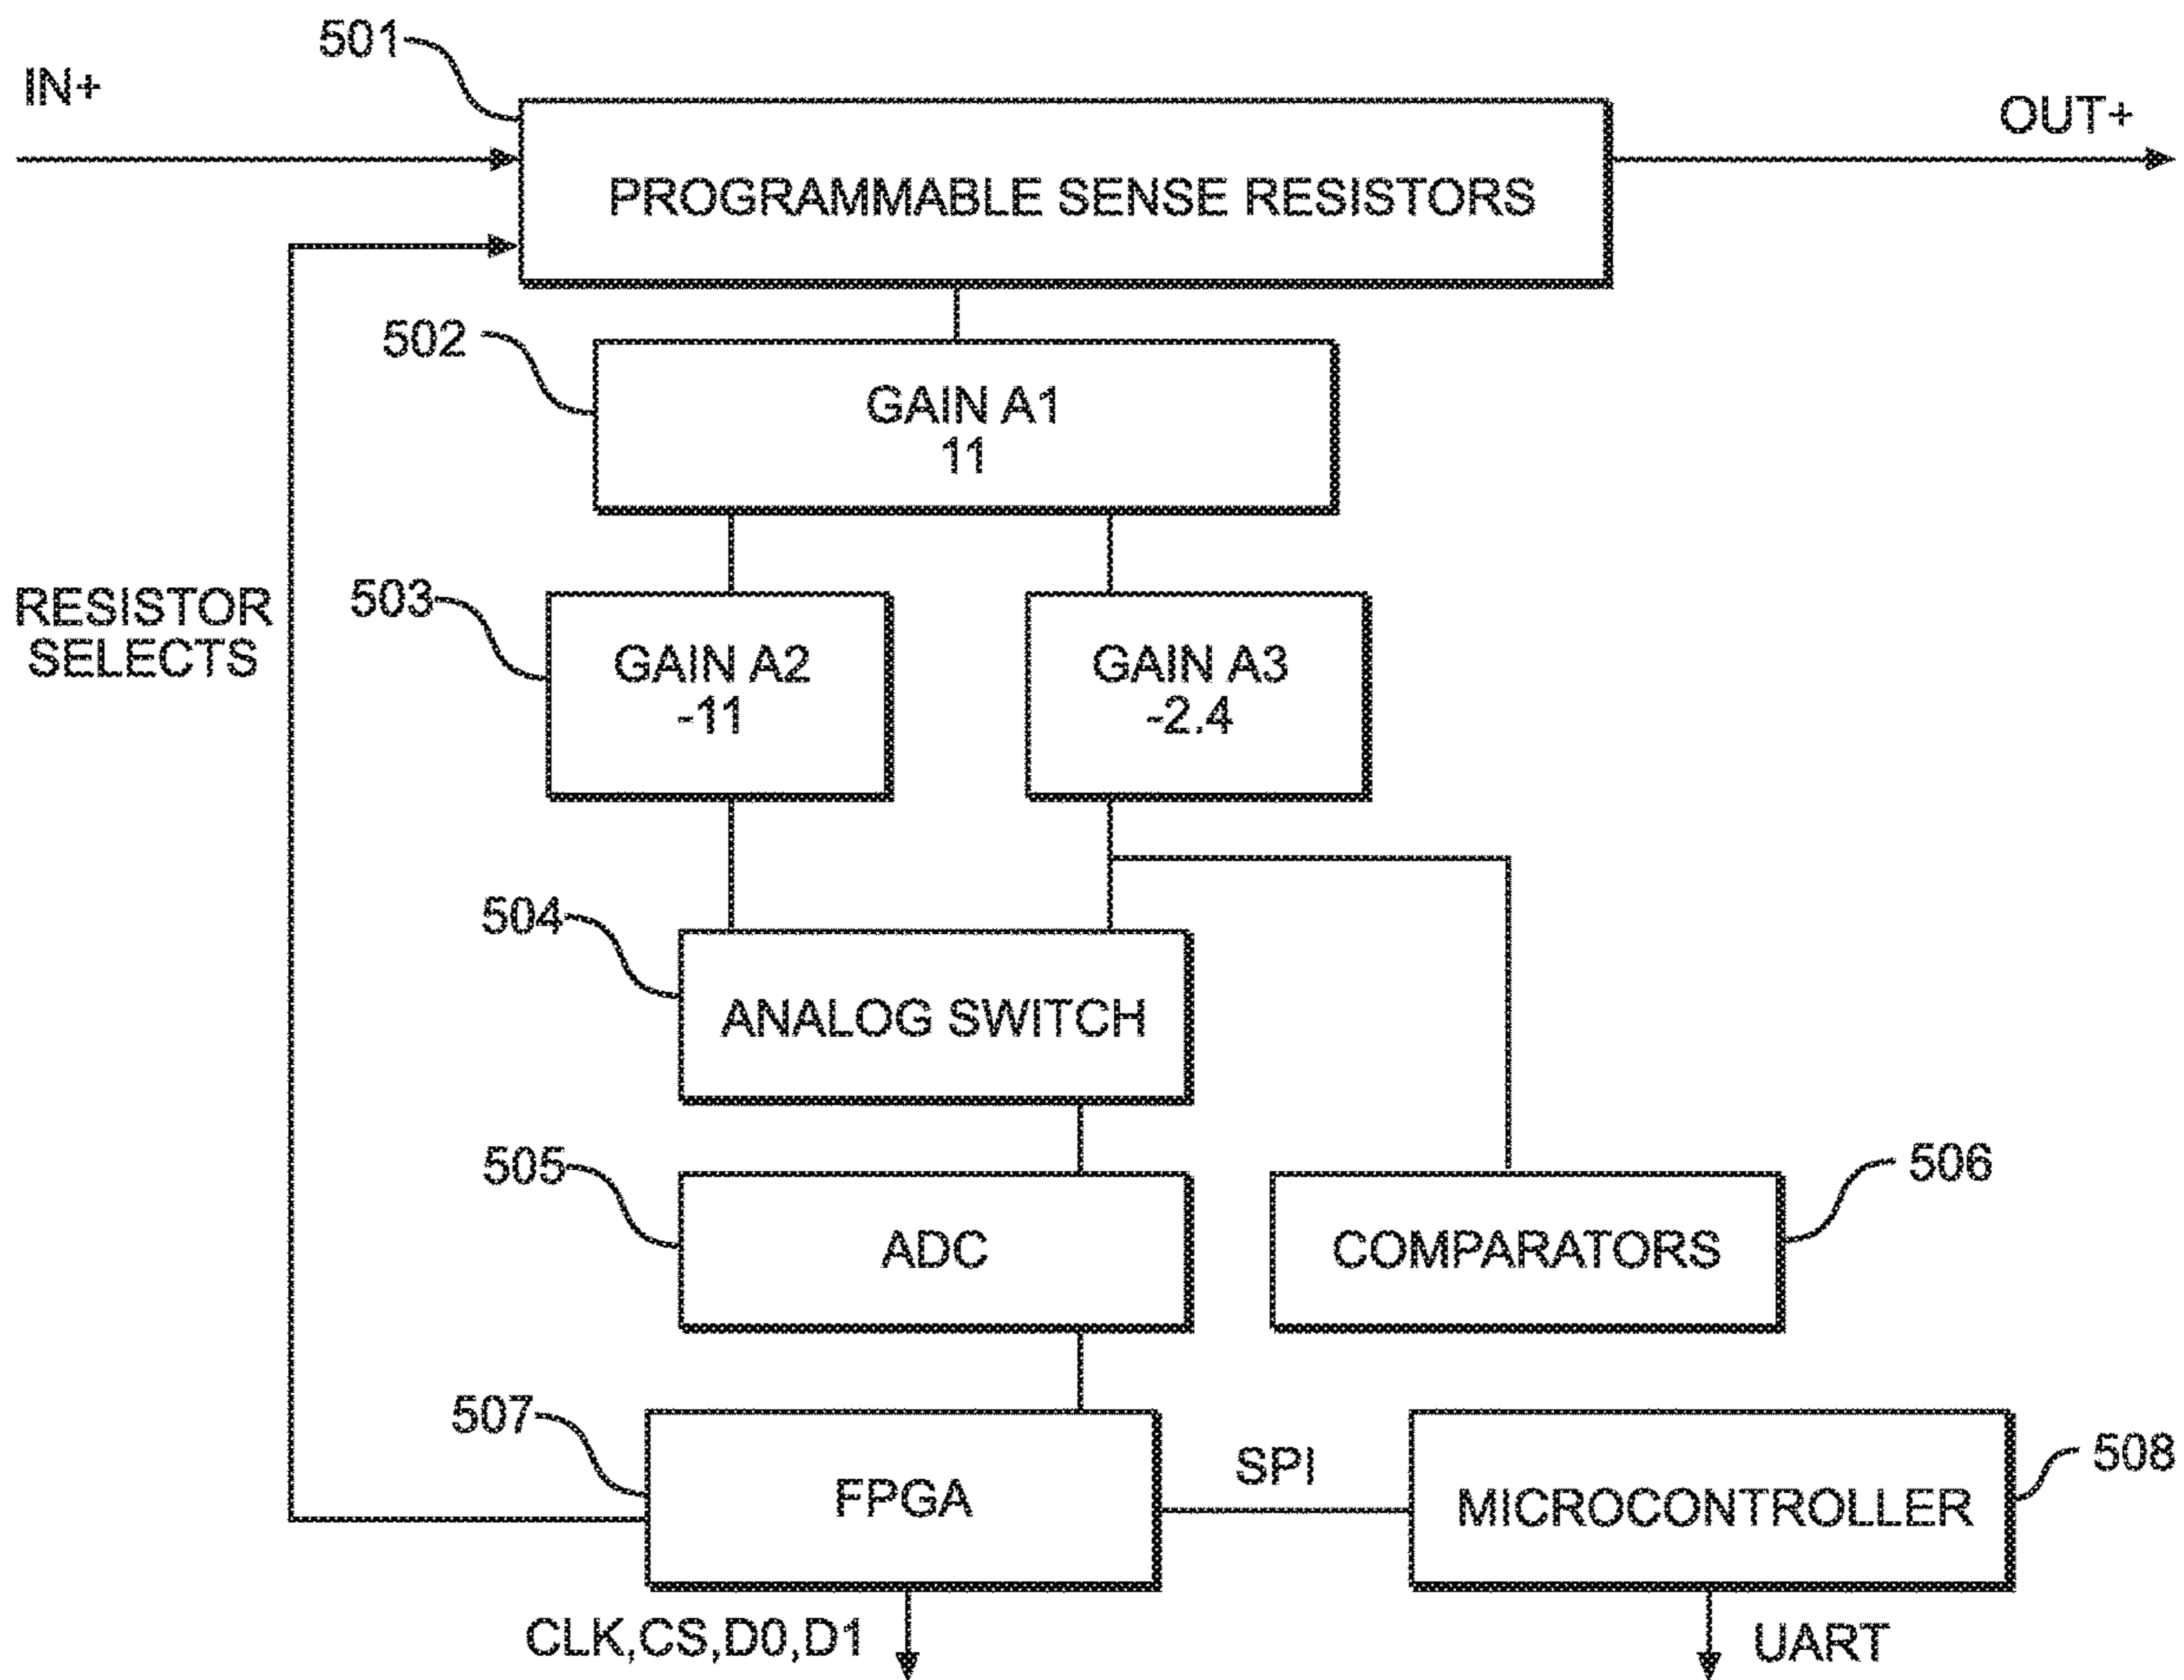 501
IN+
OUT+
PROGRAMMABLE SENSE RESISTORS
502
GAIN A1
11
RESISTOR
SELECTS
503
GAIN A2
-11
GAIN A3
-2.4
504
ANALOG SWITCH
505
ADC
506
COMPARATORS
507
FPGA
SPI
508
MICROCONTROLLER
CLK,CS,D0,D1
UART